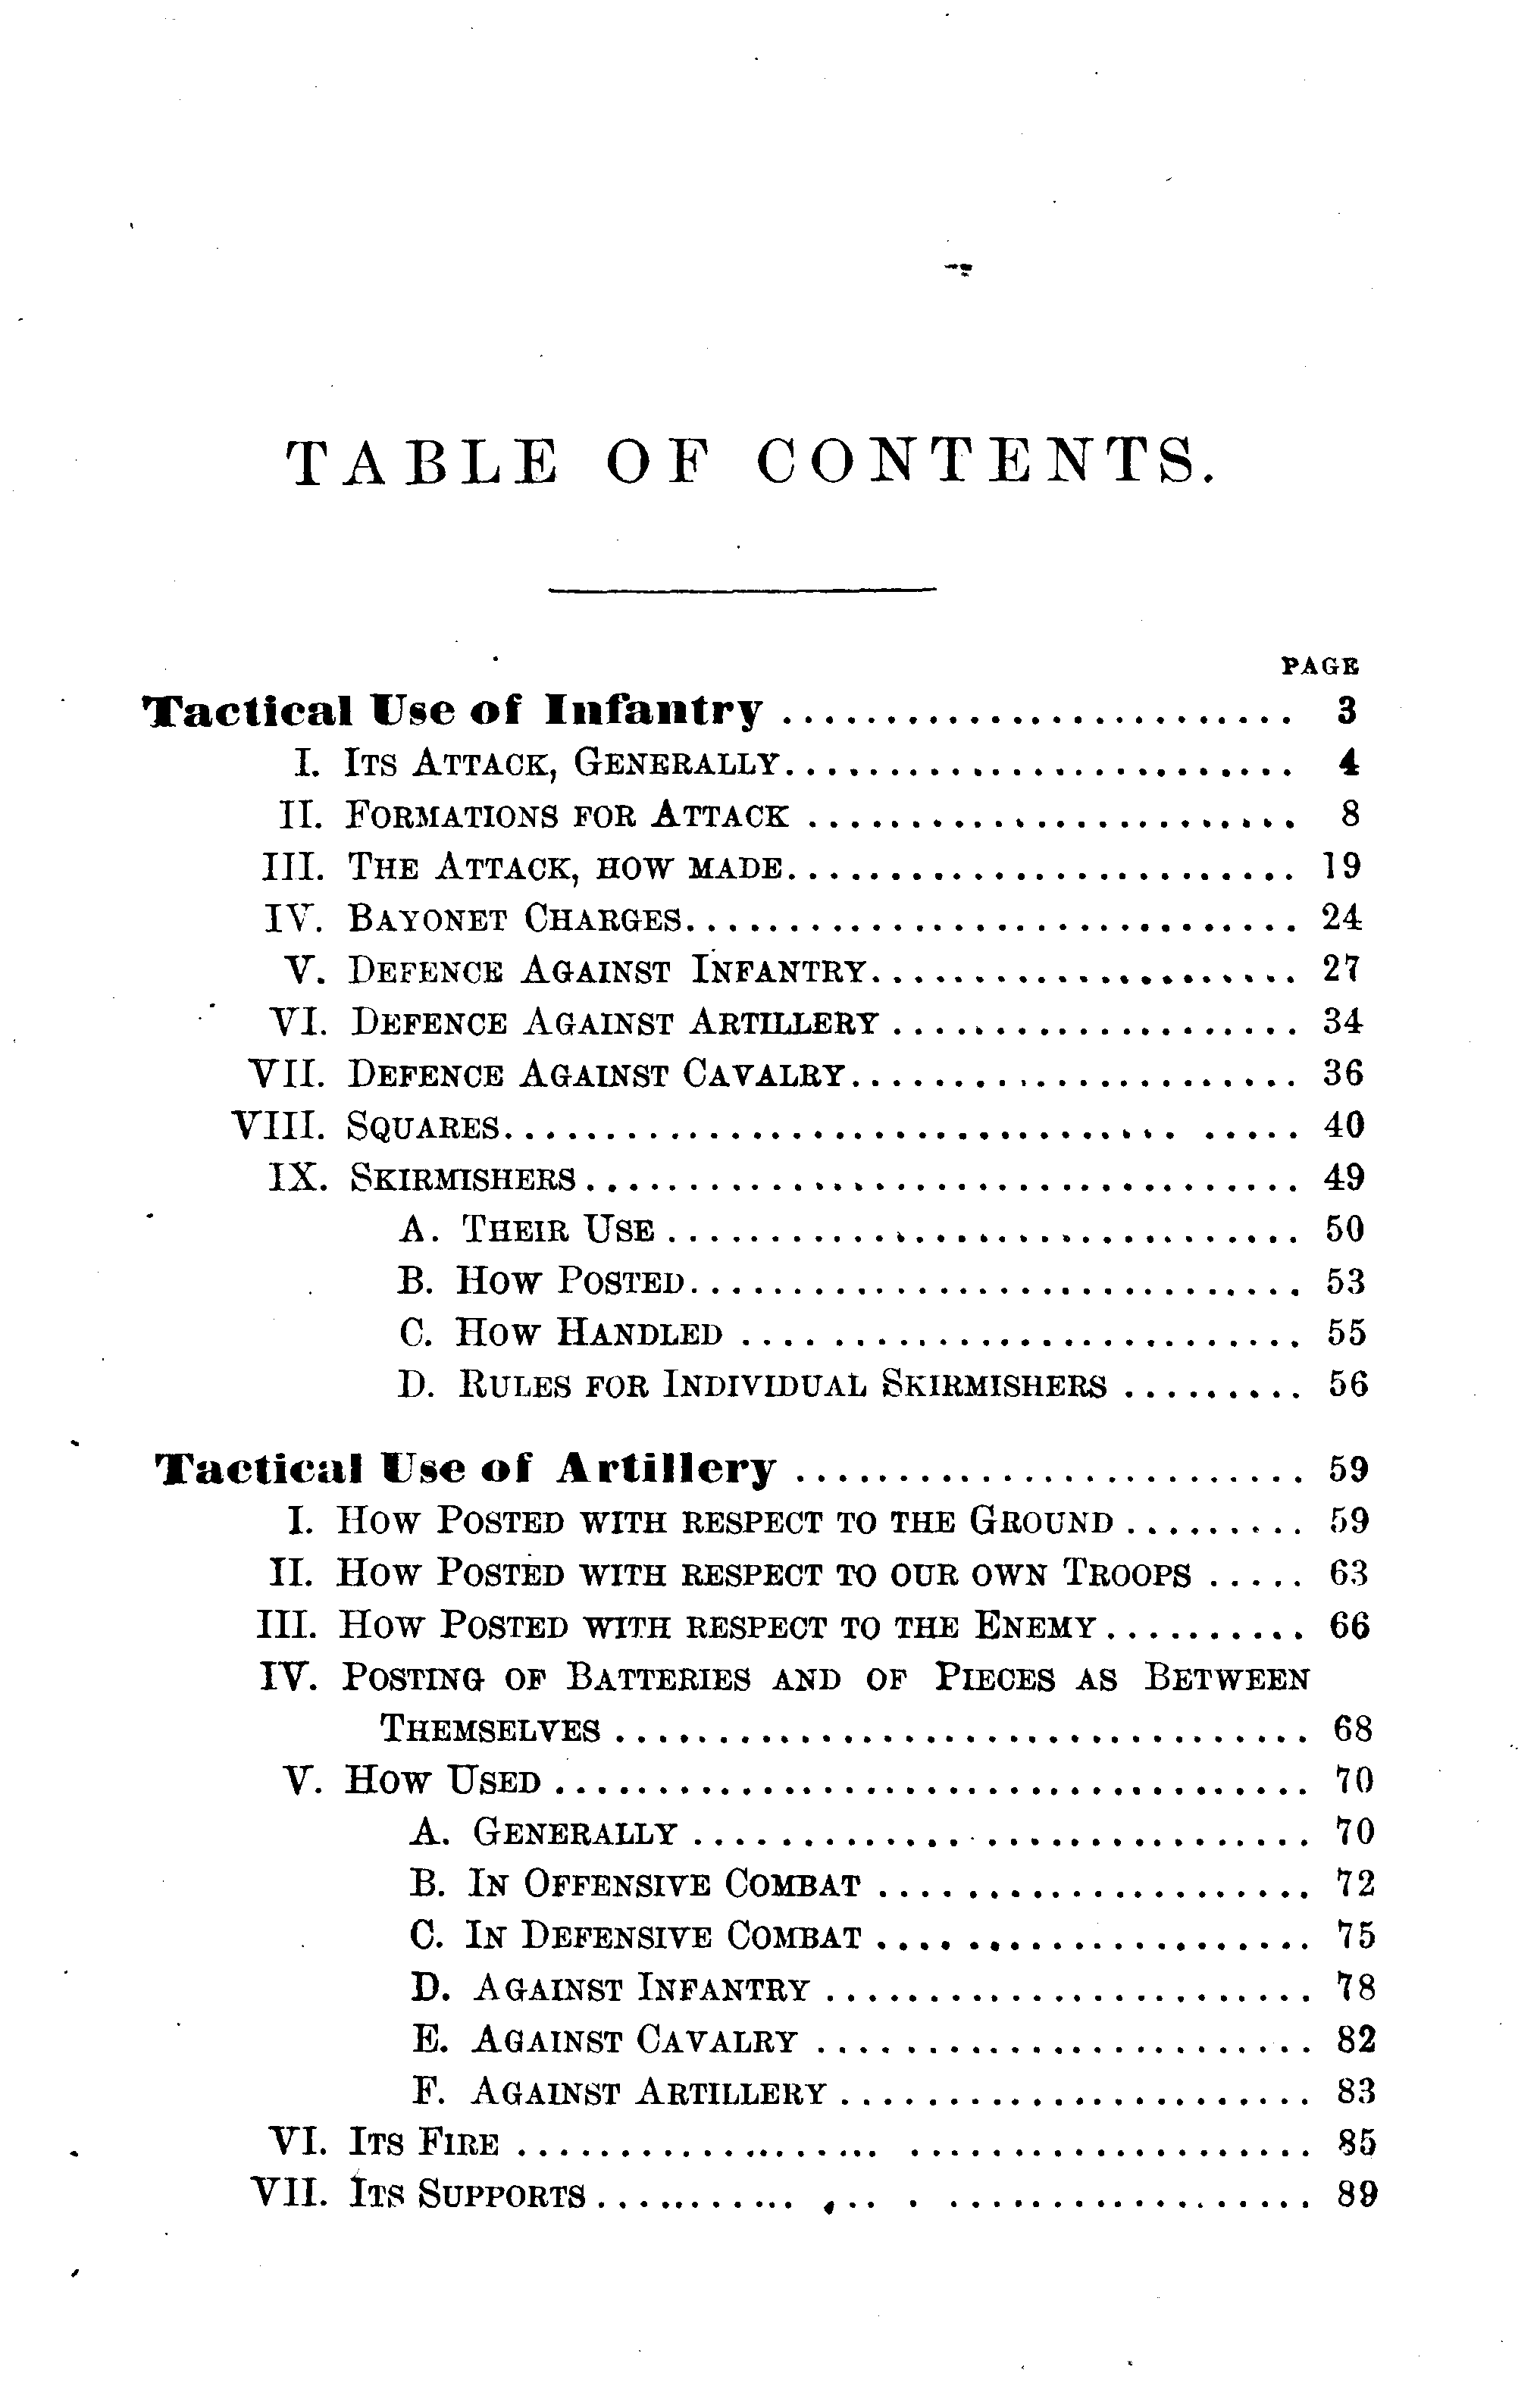 TABLE OF CONTENTS.
PAGE
Tactical Use of Infantry ......................... 3
I. Its Attack, Generally......................... 4
II. Formations for Attack ........................ 8
III. The Attack, how made......................... 19
IV. Bayonet Charges.............................. 24
V. Defence Against Infantry..................... 27
VI. Defence Against Artillery .................... 34
VII. Defence Against Cavalry...................... 36
VIII. Squares...................................... 40
IX. Skirmishers................................... 49
A. Their Use ............................... 50
B. How Posted.............................. 53
C. How Handled ........................... 55
D. Rules for Individual Skirmishers ......... 56
Tactical Use of Artillery ......................... 59
I. How Posted with respect to the Ground ......... 59
II. How Posted with respect to our own Troops ..... 63
III. How Posted with respect to the Enemy.......... 66
IV. Posting of Batteries and of Pieces as Between
Themselves .................................. 68
V. How Used ..................................... 70
A. Generally .............................. 70
B. In Offensive Combat ..................... 72
C. In Defensive Combat ..................... 75
D. Against Infantry ........................ 78
E. Against Cavalry ........................ 82
F. Against Artillery ....................... 83
VI. Its Fire ...................................... 85
VII. Its Supports.................................. 89